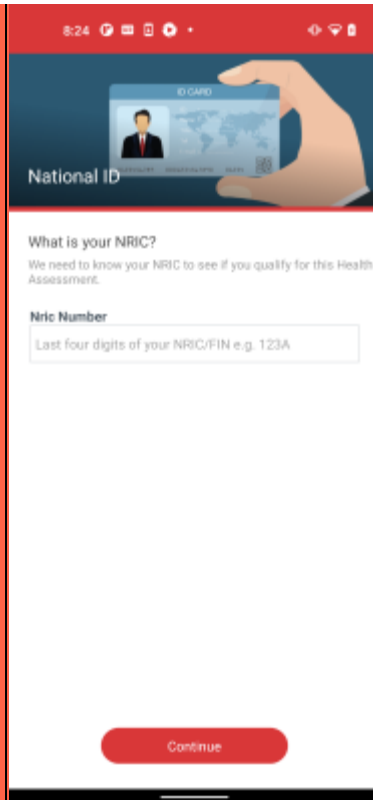 8:24
ID CARD
National ID
What is your NRIC?
We need to know your NRIC to see if you qualify for this Health
Assessment.
Nric Number
Last four digits of your NRIC/FIN e.g. 123A
Continue